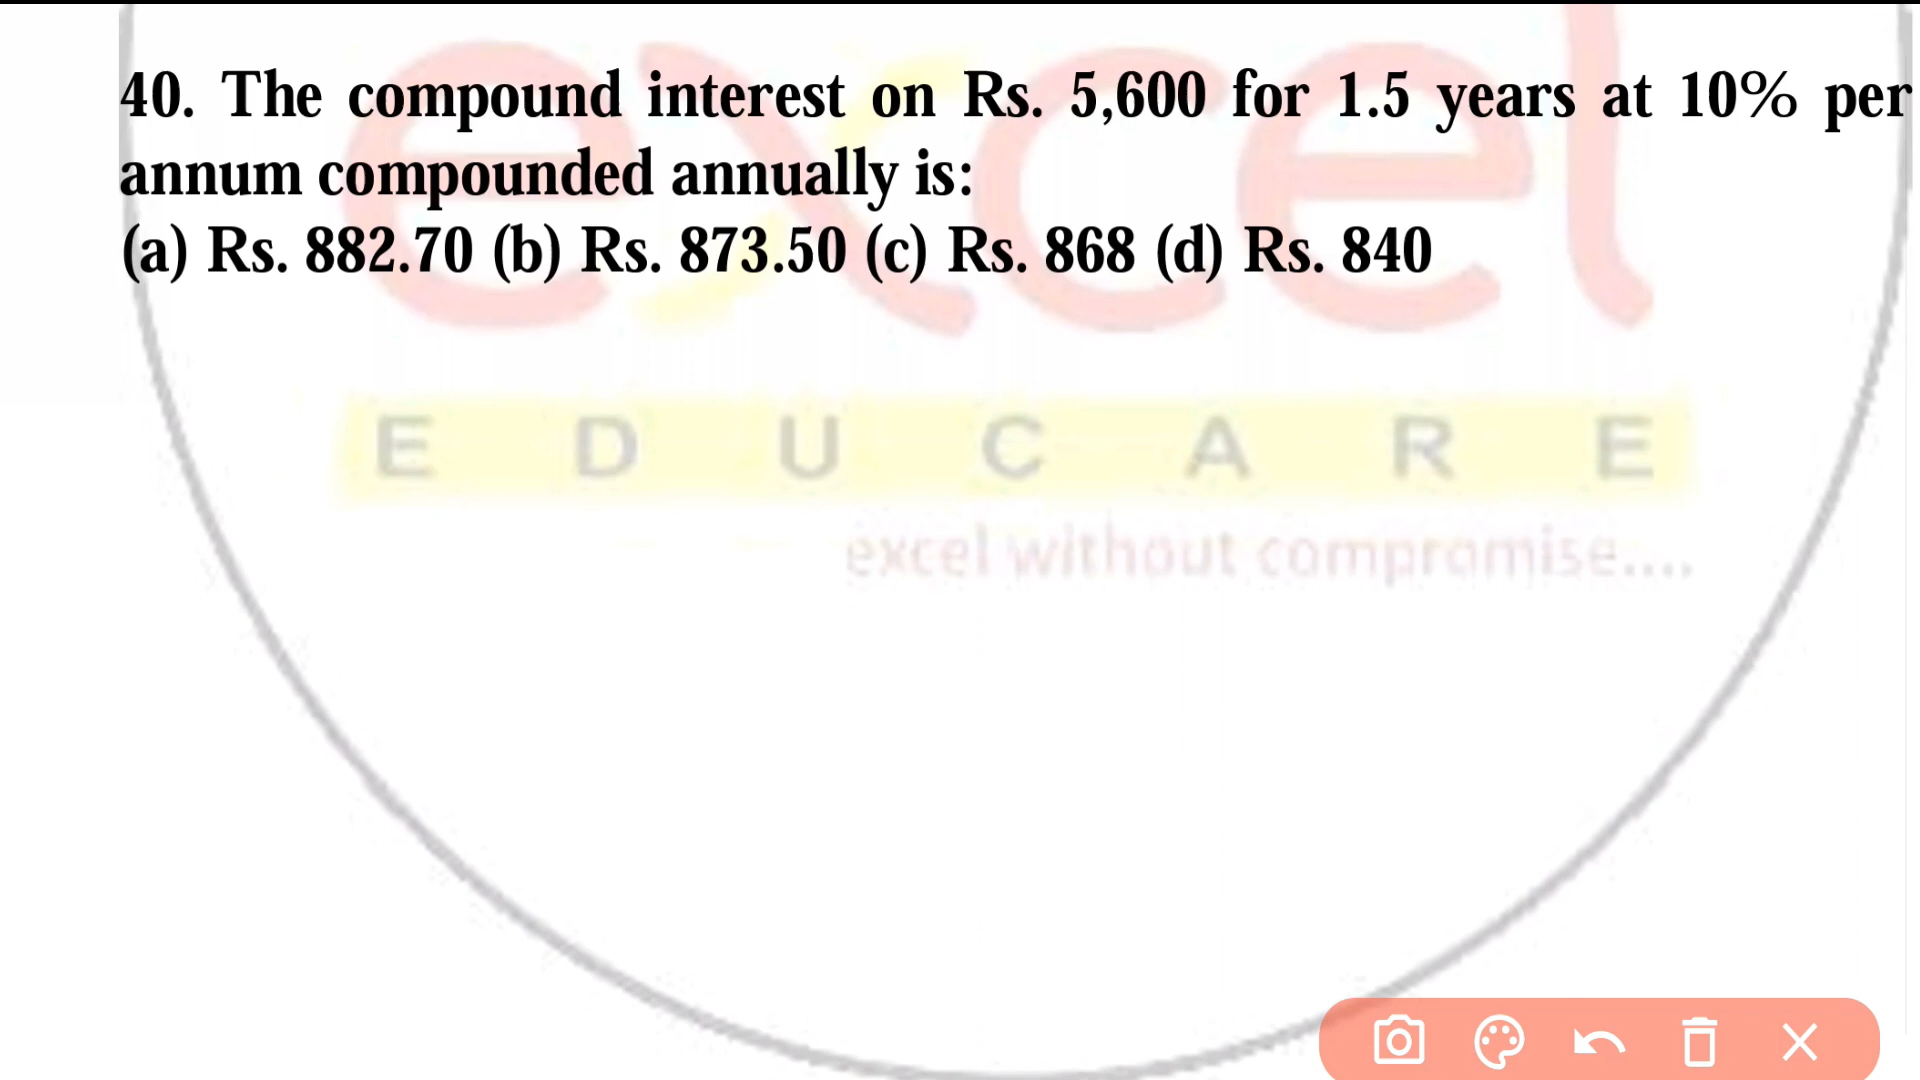 excel
40. The compound interest on Rs. 5,600 for 1.5 years at 10% per
annum compounded annually is:
(a) Rs. 882.70 (b) Rs. 873.50 (c) Rs. 868 (d) Rs. 840
E D U C A R E
excel without compromise....